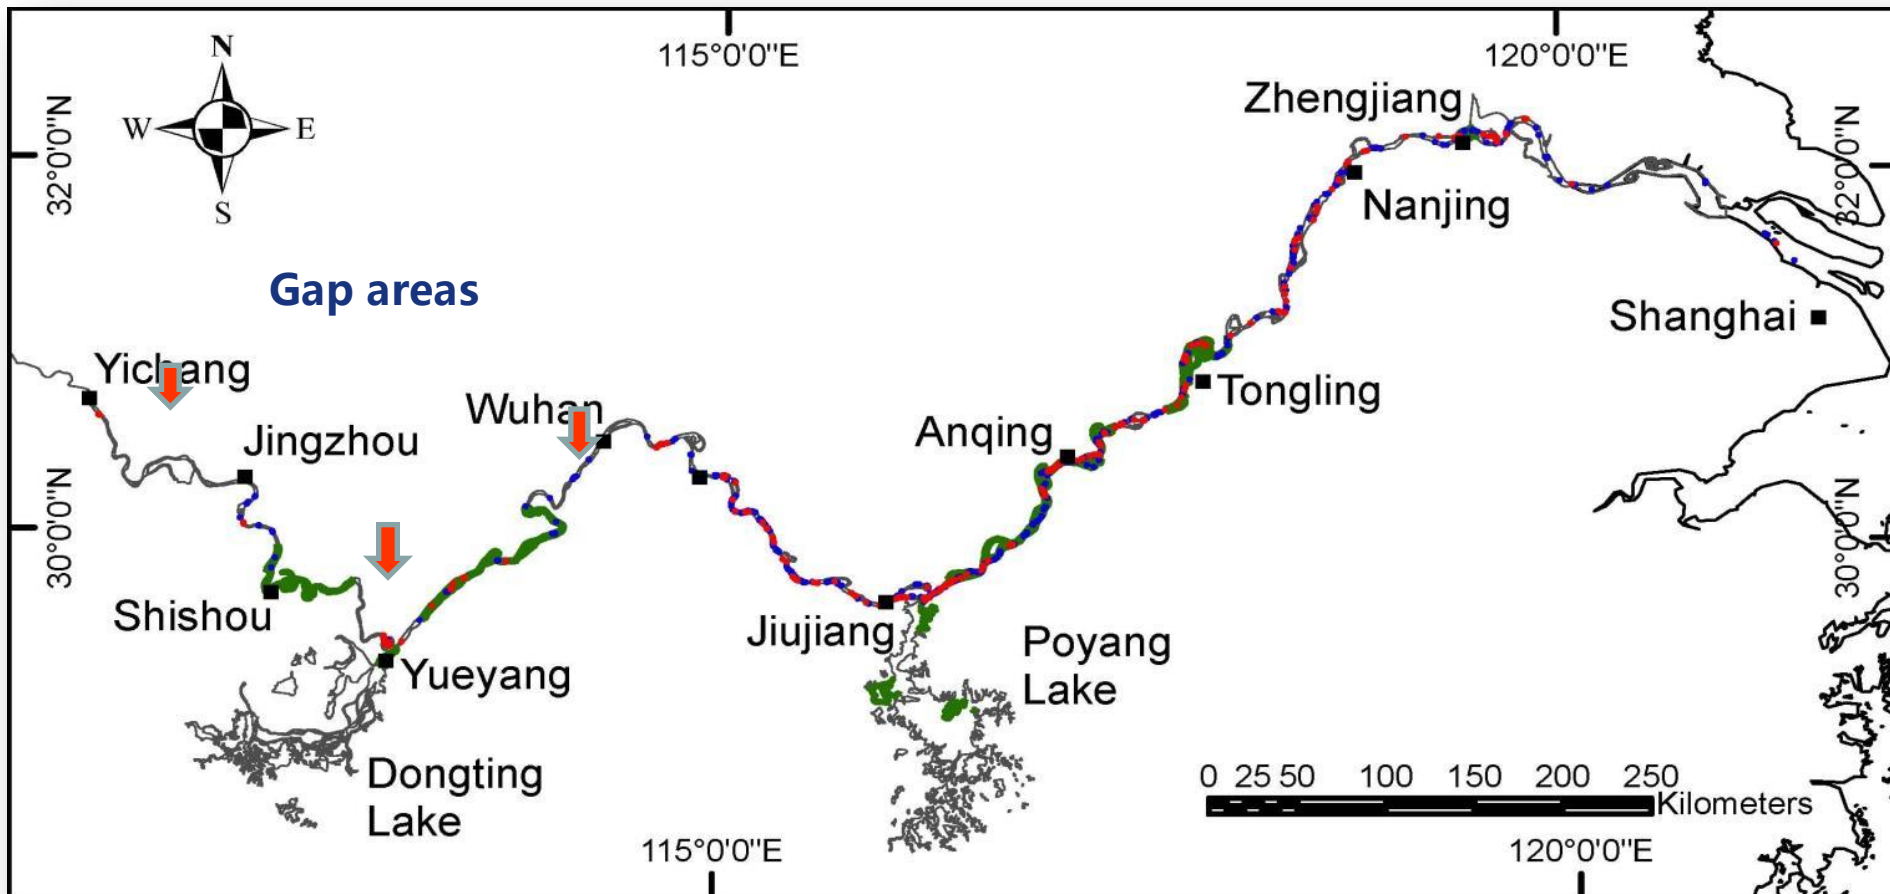 115°0'0"E
120°0'0"E
N
W
E
S
32°0'0"N
32°0'0"N
Zhengjiang
Nanjing
Gap areas
Shanghai
Yichang
Wuhan
Tongling
Jingzhou
Anqing
30°0'0"N
30°0'0"N
Shishou
Jiujiang
Poyang
Lake
Yueyang
Dongting
Lake
0 25 50 100 150 200 250
Kilometers
115°0'0"E
120°0'0"E